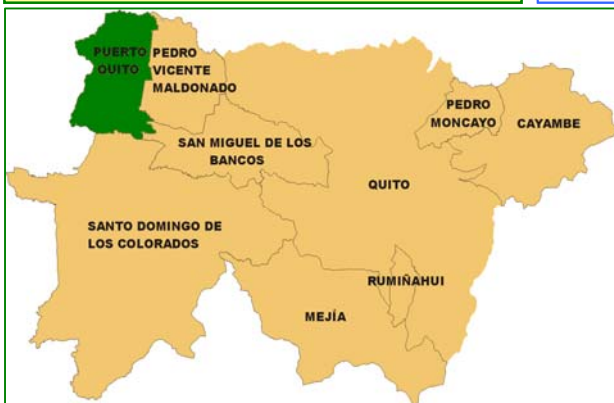 PUERTO
QUITO
PEDRO
VICENTE
MALDONADO
PEDRO
MONCAYO
CAYAMBE
SAN MIGUEL DE LOS
BANCOS
QUITO
SANTO DOMINGO DE
LOS COLORADOS
RUMIÑAHUI
MEJÍA